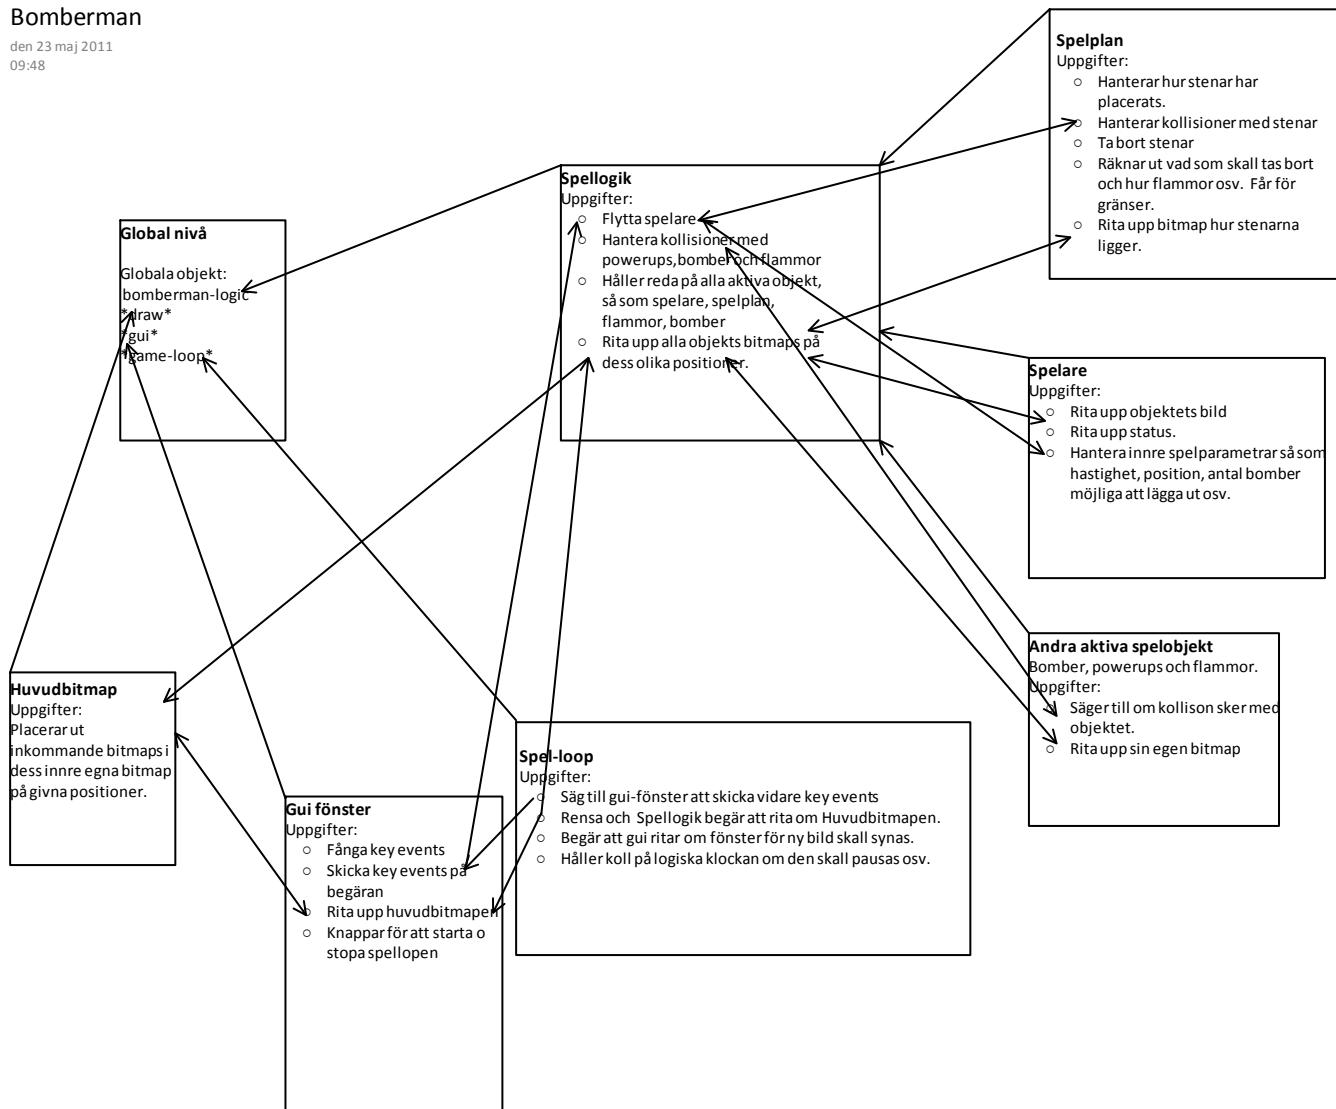 Bomberman
den 23 maj 2011
09:48
Spelplan
Uppgifter:
○ Hanterar hur stenar har
placerats.
○ Hanterar kollisioner med stenar
○ Ta bort stenar
○ Räknar ut vad som skall tas bort
och hur flammor osv. Får för
gränser.
○ Rita upp bitmap hur stenarna
ligger.
Spellogik
Uppgifter:
○ Flytta spelare
○ Hantera kollisioner med
powerups, bomber och flammor
○ Håller reda på alla aktiva objekt,
så som spelare, spelplan,
flammor, bomber
○ Rita upp alla objekts bitmaps på
dess olika positioner.
Global nivå
Globala objekt:
bomberman-logic
*draw*
*gui*
*game-loop*
Spelare
Uppgifter:
○ Rita upp objektets bild
○ Rita upp status.
○ Hantera innre spelparametrar så som
hastighet, position, antal bomber
möjliga att lägga ut osv.
Andra aktiva spelobjekt
Bomber, powerups och flammor.
Uppgifter:
○ Säger till om kollison sker med
objektet.
○ Rita upp sin egen bitmap
Huvudbitmap
Uppgifter:
Placerar ut
inkommande bitmaps i
dess innre egna bitmap
på givna positioner.
Spel-loop
Uppgifter:
○ Säg till gui-fönster att skicka vidare key events
○ Rensa och Spellogik begär att rita om Huvudbitmapen.
○ Begär att gui ritar om fönster för ny bild skall synas.
○ Håller koll på logiska klockan om den skall pausas osv.
Gui fönster
Uppgifter:
○ Fånga key events
○ Skicka key events på
begäran
○ Rita upp huvudbitmapen
○ Knappar för att starta o
stopa spellopen